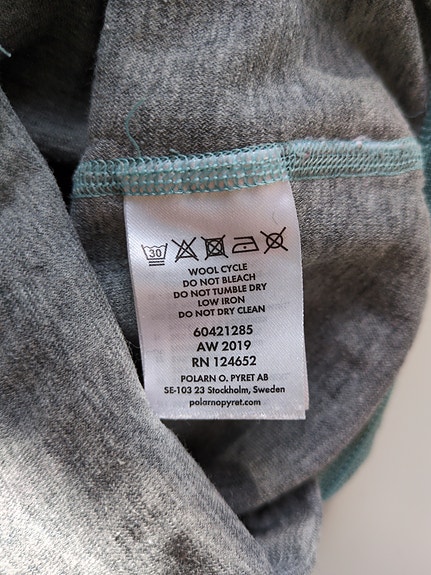 30
WOOL CYCLE
DO NOT BLEACH
DO NOT TUMBLE DRY
LOW IRON
DO NOT DRY CLEAN
60421285
AW 2019
RN 124652
POLARN O. PYRET AB
SE-103 23 Stockholm, Sweden
polarnopyret.com